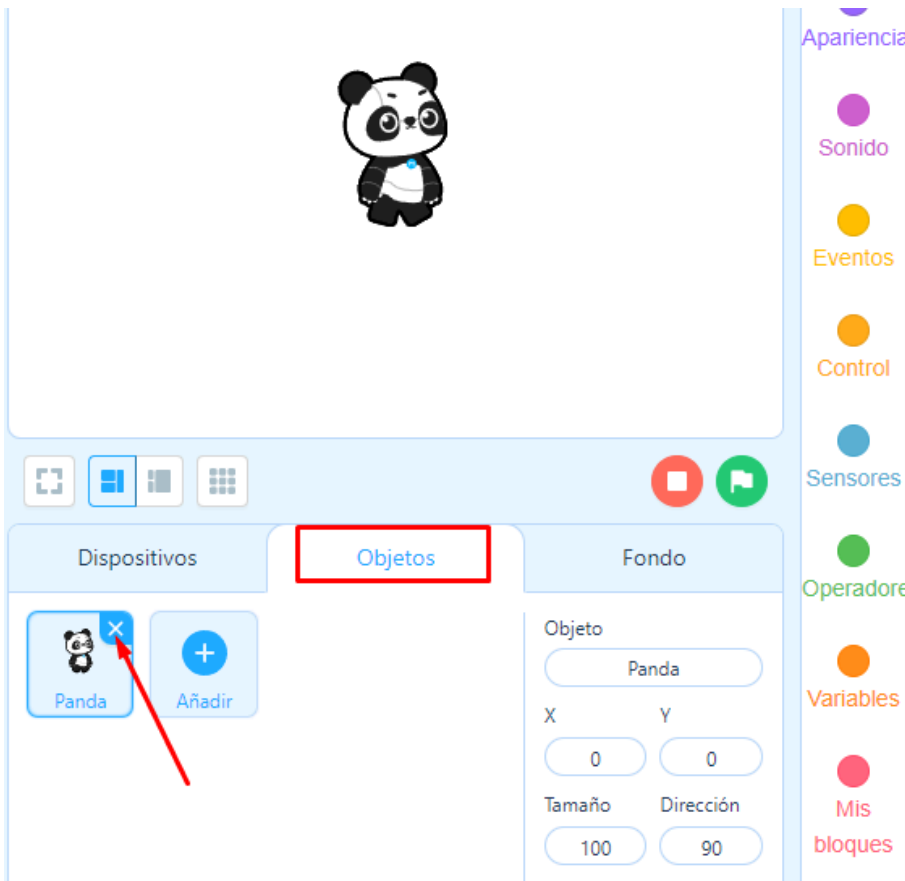 Apariencia
Sonido
Eventos
Control
Sensores
Operadore
Variables
Mis
bloques
Dispositivos
Objetos
Fondo
Panda
Añadir
Objeto
Panda
X Y
0 0
Tamaño Dirección
100 90